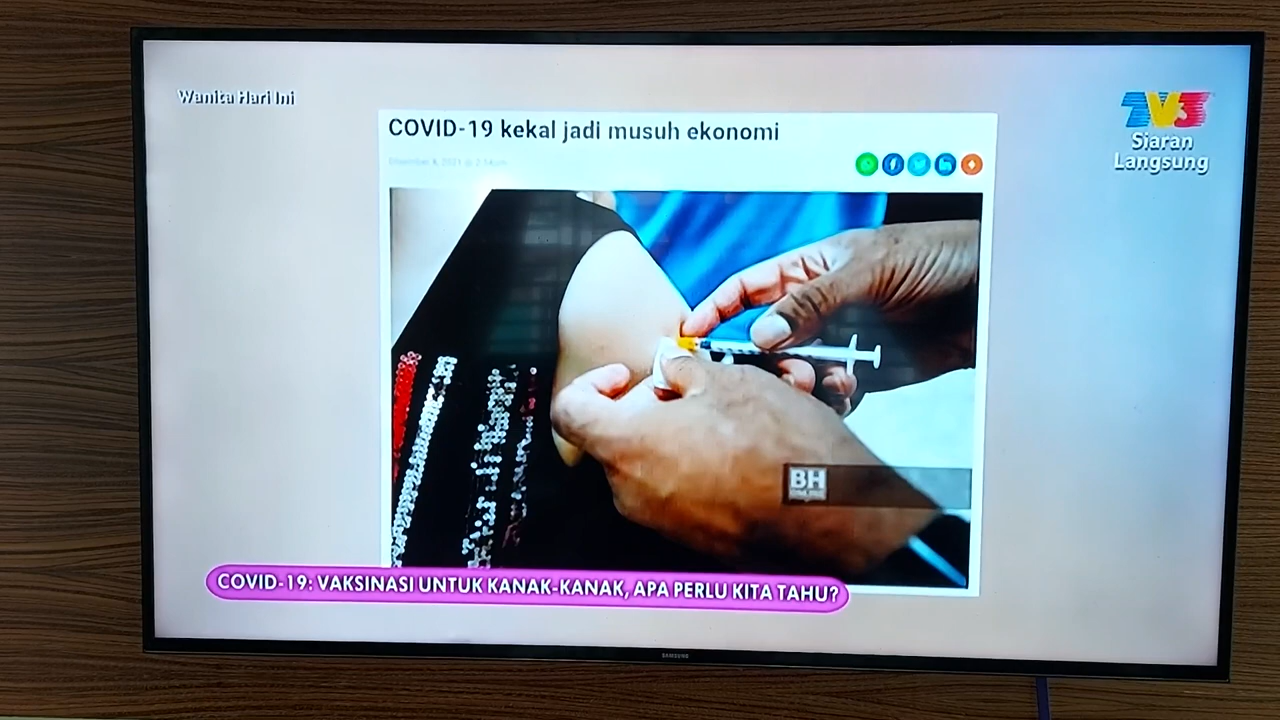 Wanita Hari Ini
TV3
Siaran
Langsung
COVID-19 kekal jadi musuh ekonomi
BH
ONLINE
COVID-19: VAKSINASI UNTUK KANAK-KANAK, APA PERLU KITA TAHU?
SAMSUNG